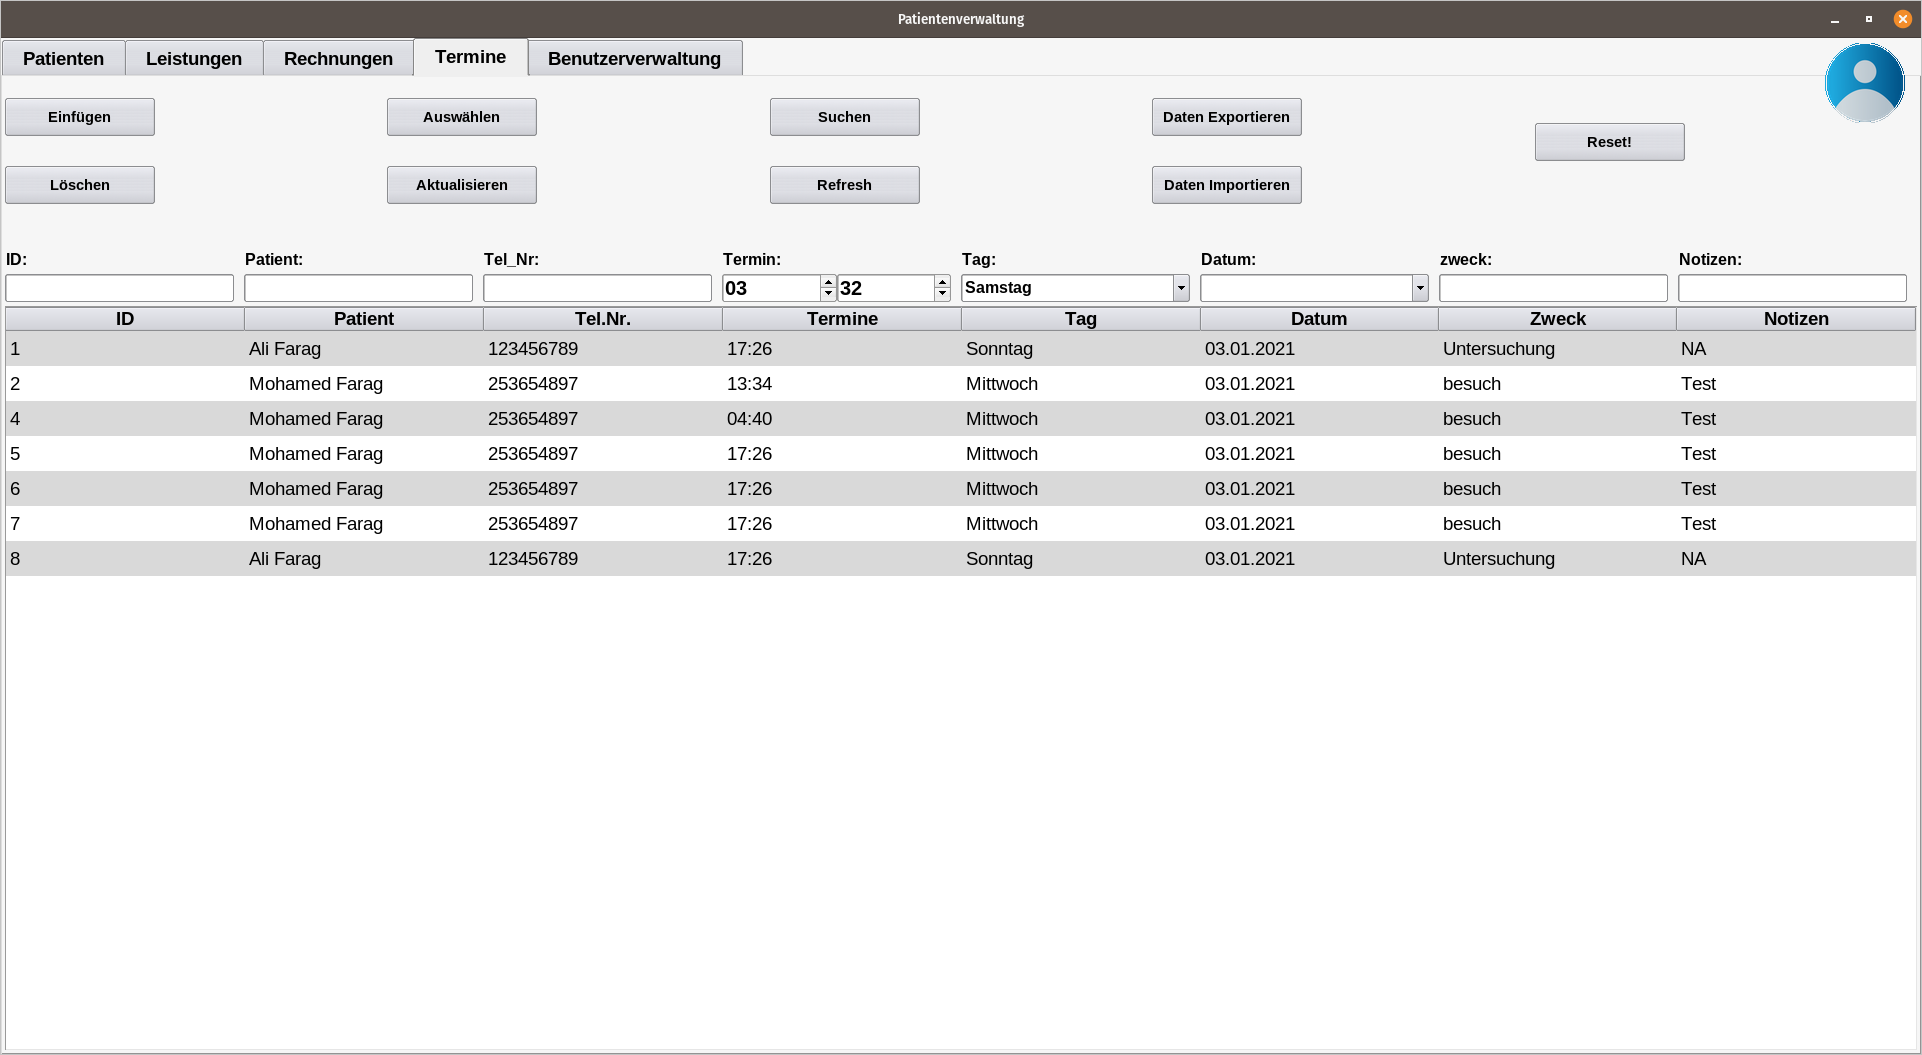 Patientenverwaltung
Patienten Leistungen Rechnungen Termine Benutzerverwaltung
Einfügen Auswählen Suchen Daten Exportieren
Reset!
Löschen Aktualisieren Refresh Daten Importieren
ID: Patient: Tel_Nr: Termin: Tag: Datum: zweck: Notizen:
03 32 Samstag
ID Patient Tel.Nr. Termine Tag Datum Zweck Notizen
1 Ali Farag 123456789 17:26 Sonntag 03.01.2021 Untersuchung NA
2 Mohamed Farag 253654897 13:34 Mittwoch 03.01.2021 besuch Test
4 Mohamed Farag 253654897 04:40 Mittwoch 03.01.2021 besuch Test
5 Mohamed Farag 253654897 17:26 Mittwoch 03.01.2021 besuch Test
6 Mohamed Farag 253654897 17:26 Mittwoch 03.01.2021 besuch Test
7 Mohamed Farag 253654897 17:26 Mittwoch 03.01.2021 besuch Test
8 Ali Farag 123456789 17:26 Sonntag 03.01.2021 Untersuchung NA